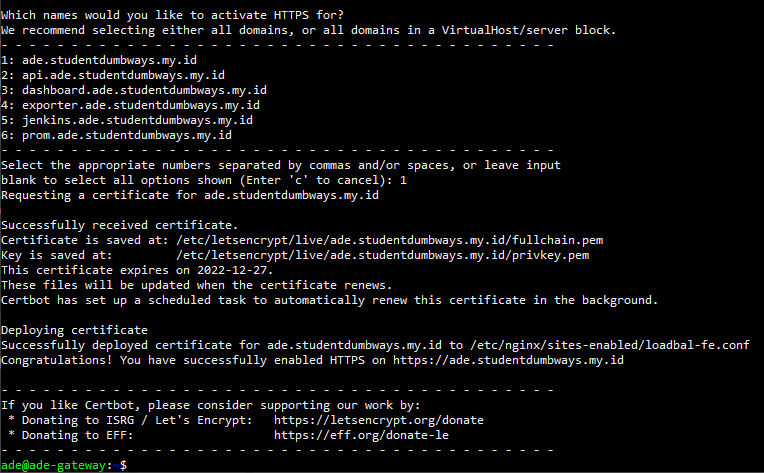 Which names would you like to activate HTTPS for?
We recommend selecting either all domains, or all domains in a VirtualHost/server block.
- - - - - - - - - - - - - - - - - - - - - - - - - - - - - - - - - - - - - - - -
1: ade.studentdumbways.my.id
2: api.ade.studentdumbways.my.id
3: dashboard.ade.studentdumbways.my.id
4: exporter.ade.studentdumbways.my.id
5: jenkins.ade.studentdumbways.my.id
6: prom.ade.studentdumbways.my.id
- - - - - - - - - - - - - - - - - - - - - - - - - - - - - - - - - - - - - - - -
Select the appropriate numbers separated by commas and/or spaces, or leave input
blank to select all options shown (Enter 'c' to cancel): 1
Requesting a certificate for ade.studentdumbways.my.id
Successfully received certificate.
Certificate is saved at: /etc/letsencrypt/live/ade.studentdumbways.my.id/fullchain.pem
Key is saved at:         /etc/letsencrypt/live/ade.studentdumbways.my.id/privkey.pem
This certificate expires on 2022-12-27.
These files will be updated when the certificate renews.
Certbot has set up a scheduled task to automatically renew this certificate in the background.
Deploying certificate
Successfully deployed certificate for ade.studentdumbways.my.id to /etc/nginx/sites-enabled/loadbal-fe.conf
Congratulations! You have successfully enabled HTTPS on https://ade.studentdumbways.my.id
- - - - - - - - - - - - - - - - - - - - - - - - - - - - - - - - - - - - - - - -
If you like Certbot, please consider supporting our work by:
 * Donating to ISRG / Let's Encrypt:   https://letsencrypt.org/donate
 * Donating to EFF:                    https://eff.org/donate-le
- - - - - - - - - - - - - - - - - - - - - - - - - - - - - - - - - - - - - - - -
ade@ade-gateway:~$